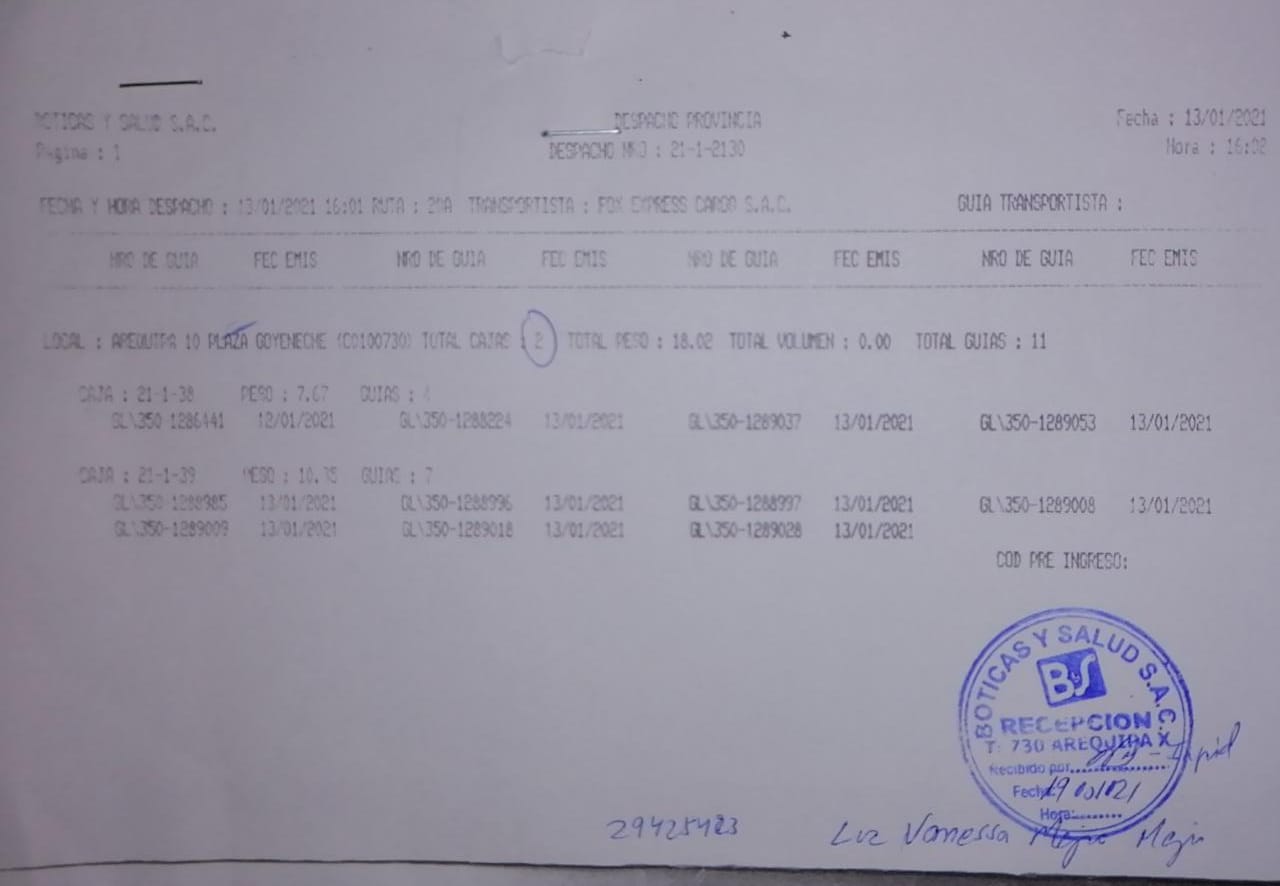 BOTICAS Y SALUD S.A.C. DESPACHO PROVINCIA Fecha : 13/01/2021
Pagina : 1 DESPACHO NRO : 21-1-2130 Hora : 16:02
FECHA Y HORA DESPACHO : 13/01/2021 16:01 RUTA : 20A TRANSPORTISTA : FOX EXPRESS CARGO S.A.C. GUIA TRANSPORTISTA :
NRO DE GUIA FEC EMIS NRO DE GUIA FEC EMIS NRO DE GUIA FEC EMIS NRO DE GUIA FEC EMIS
LOCAL : AREQUIPA 10 PLAZA GOYENECHE (CO100730) TOTAL CAJAS : 2 TOTAL PESO : 18.02 TOTAL VOLUMEN : 0.00 TOTAL GUIAS : 11
CAJA : 21-1-38 PESO : 7.67 GUIAS : 4
GL\350-1286441 12/01/2021 GL\350-1288224 13/01/2021 GL\350-1289037 13/01/2021 GL\350-1289053 13/01/2021
CAJA : 21-1-39 PESO : 10.35 GUIAS : 7
GL\350-1288985 13/01/2021 GL\350-1288996 13/01/2021 GL\350-1288997 13/01/2021 GL\350-1289008 13/01/2021
GL\350-1289009 13/01/2021 GL\350-1289018 13/01/2021 GL\350-1289028 13/01/2021
COD PRE INGRESO:
BOTICAS Y SALUD S.A.C.
BS
RECEPCION
T: 730 AREQUIPA X
Recibido por
Fecha: 19
Hora:
29425423
Luz Vanessa